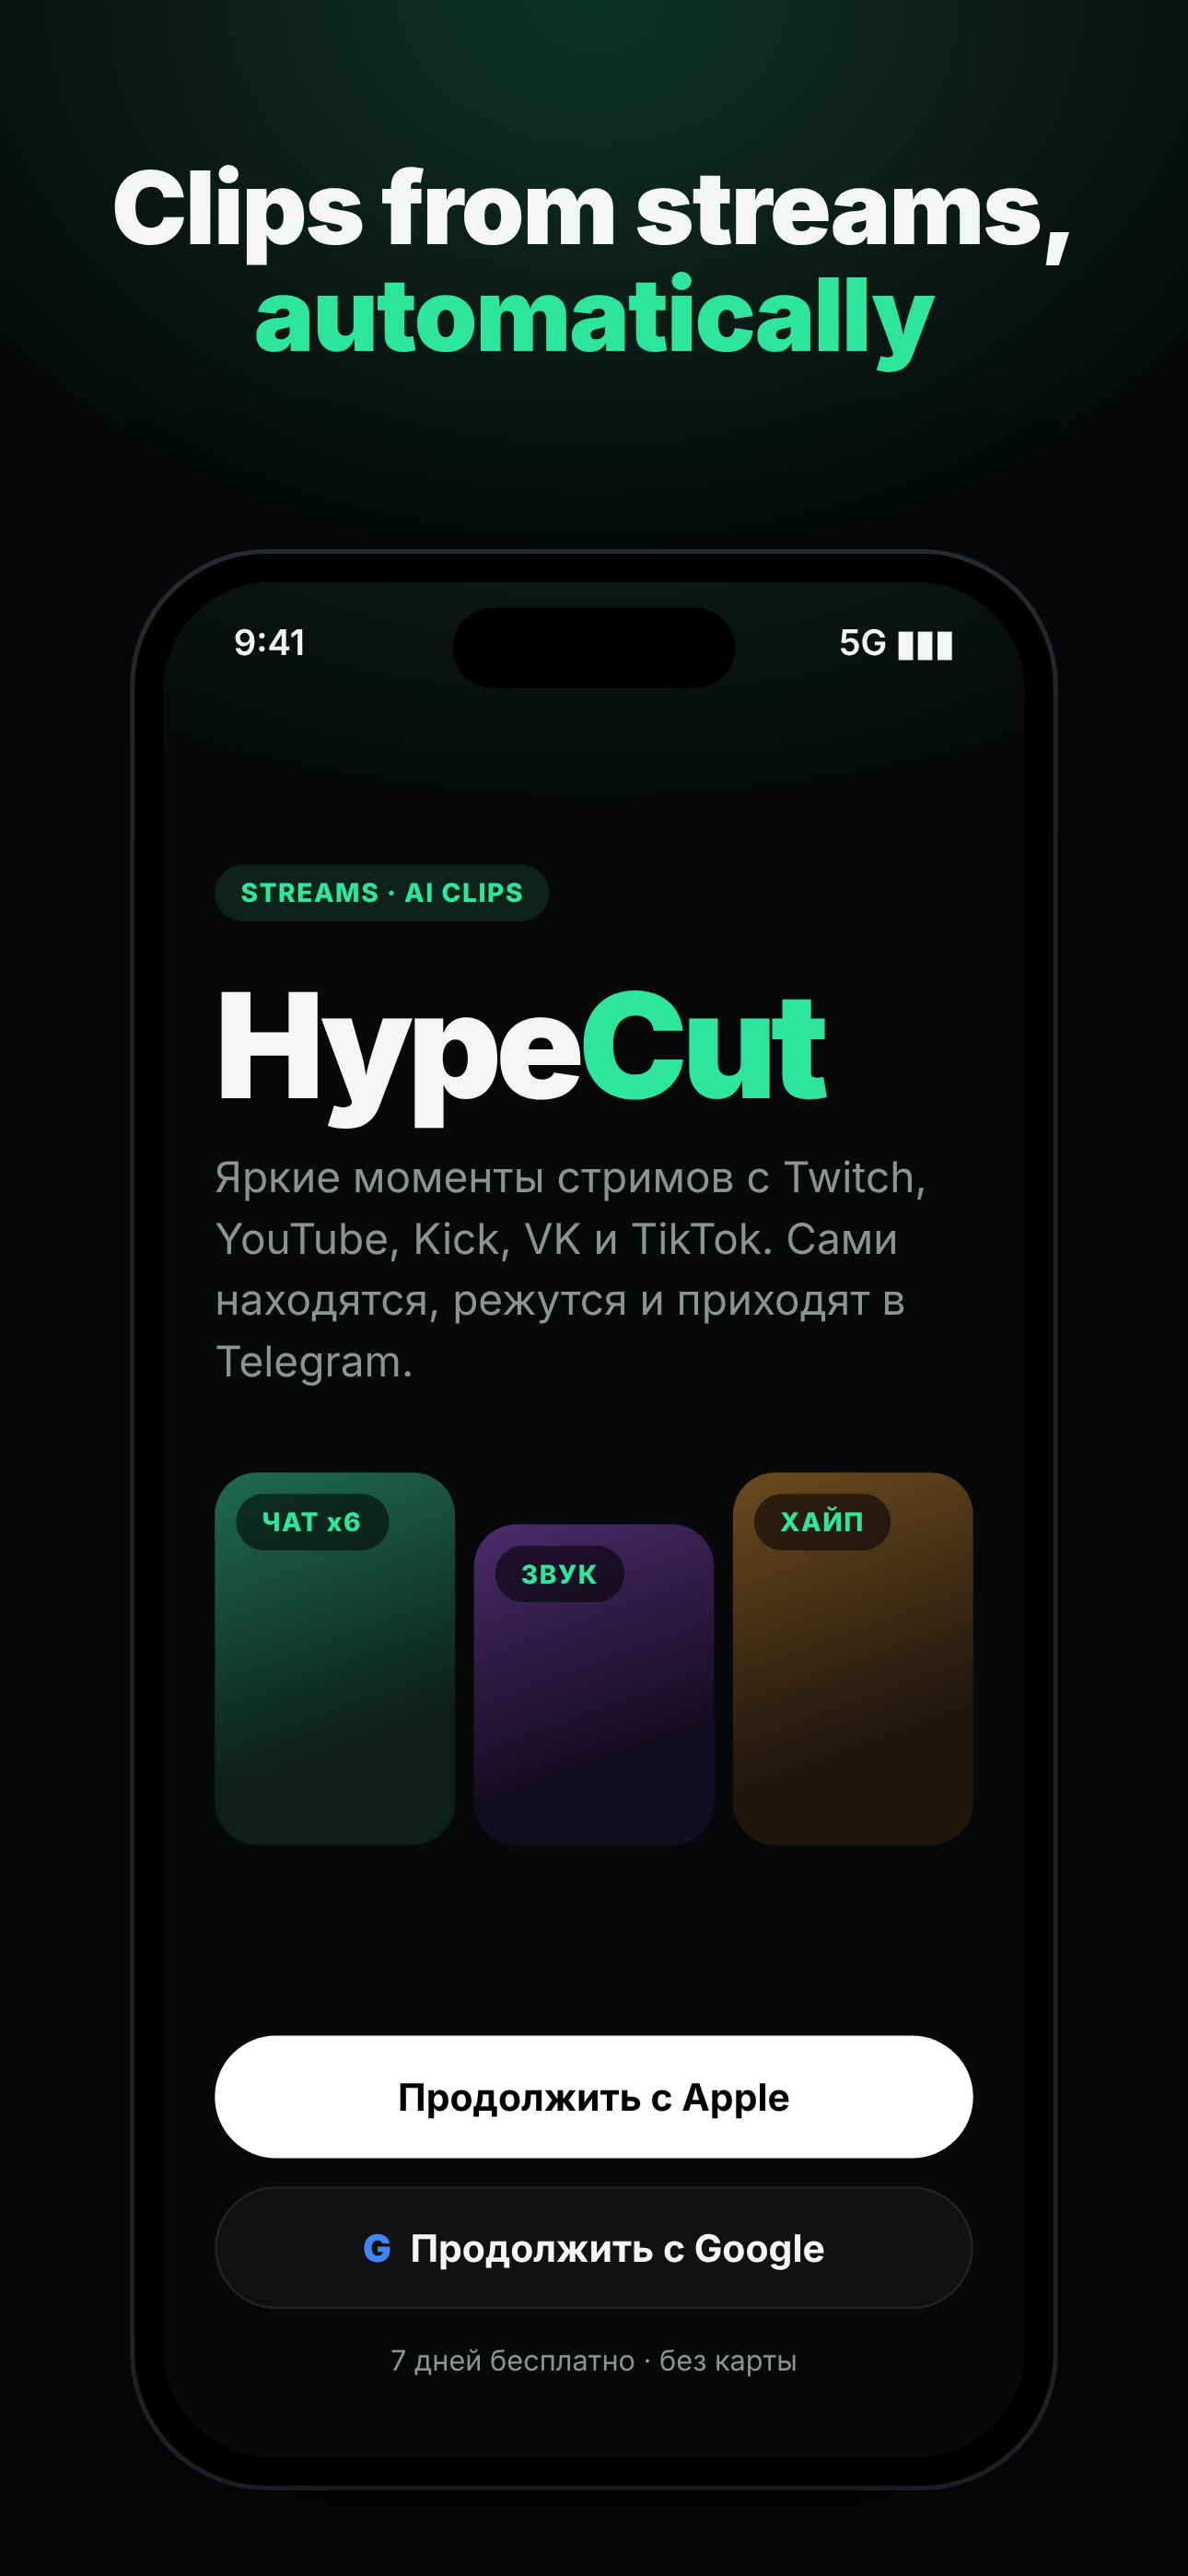 Clips from streams,
automatically
9:41
5G
STREAMS · AI CLIPS
HypeCut
Яркие моменты стримов с Twitch,
YouTube, Kick, VK и TikTok. Сами
находятся, режутся и приходят в
Telegram.
ЧАТ x6
ЗВУК
ХАЙП
Продолжить с Apple
G Продолжить с Google
7 дней бесплатно · без карты